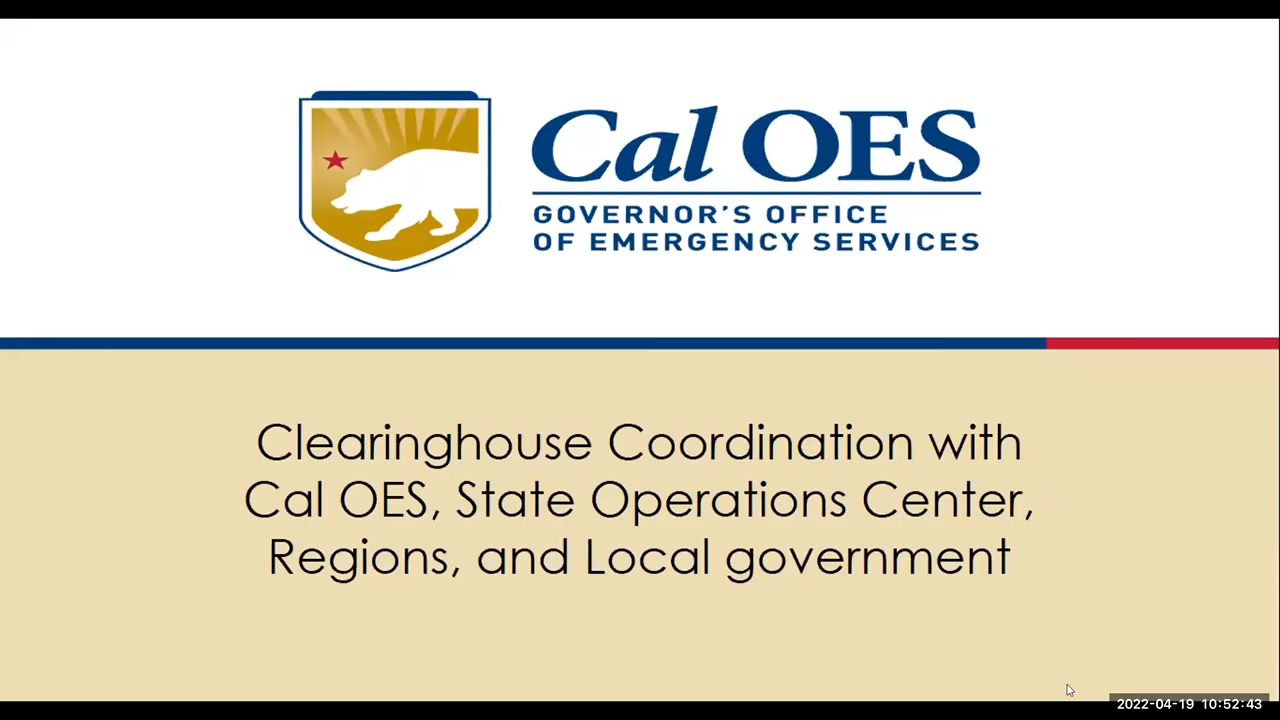 Cal OES
GOVERNOR'S OFFICE
OF EMERGENCY SERVICES
Clearinghouse Coordination with
Cal OES, State Operations Center,
Regions, and Local government
2022-04-19 10:52:43